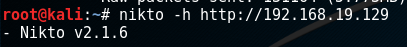 root@kali:~# nikto -h http://192.168.19.129
- Nikto v2.1.6